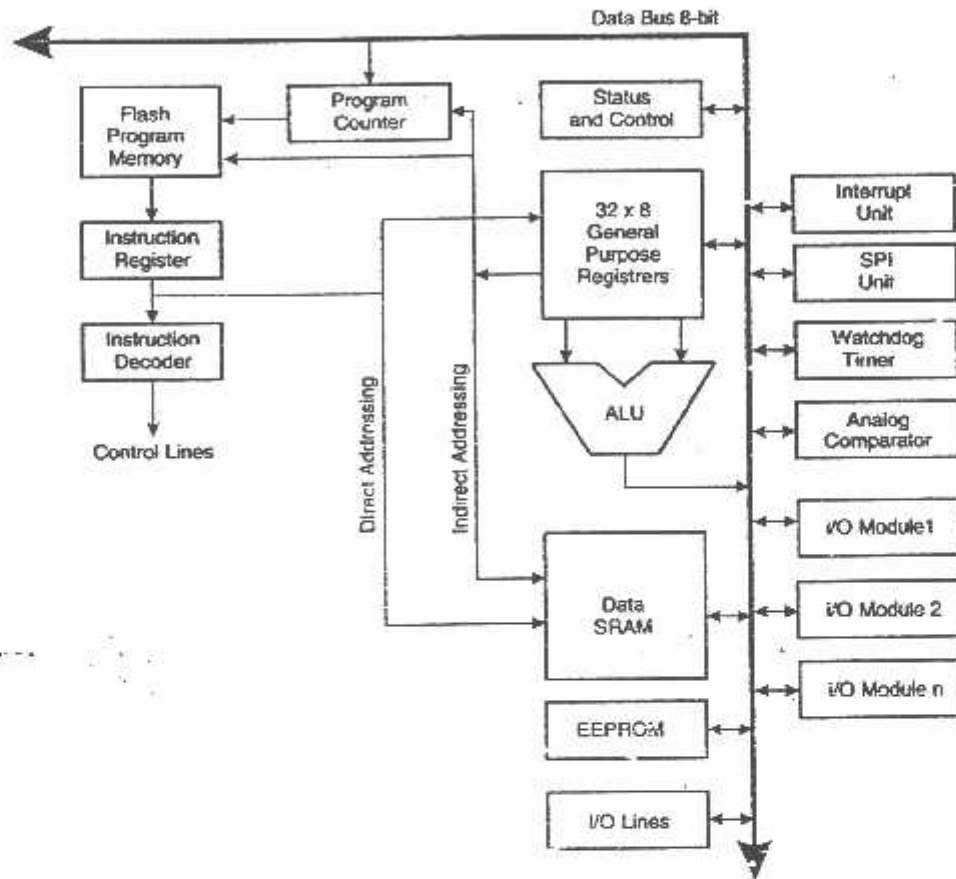 Data Bus 8-bit
Flash
Program
Memory
Program
Counter
Status
and Control
Interrupt
Unit
32 x 8
General
Purpose
Registrers
Instruction
Register
SPI
Unit
Instruction
Decoder
Watchdog
Timer
ALU
Analog
Comparator
Control Lines
Direct Addressing
Indirect Addressing
I/O Module1
Data
SRAM
I/O Module 2
I/O Module n
EEPROM
I/O Lines